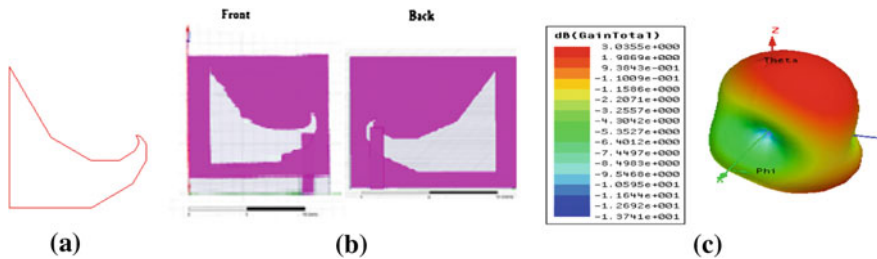 Front
Back
dB(GainTotal)
3.0355e+000
1.9869e+000
9.3843e-001
-1.1009e-001
-1.1586e+000
-2.2071e+000
-3.2557e+000
-4.3042e+000
-5.3527e+000
-6.4012e+000
-7.4497e+000
-8.4983e+000
-9.5468e+000
-1.0595e+001
-1.1644e+001
-1.2692e+001
-1.3741e+001
Z
Theta
X
Phi
(a)
(b)
(c)